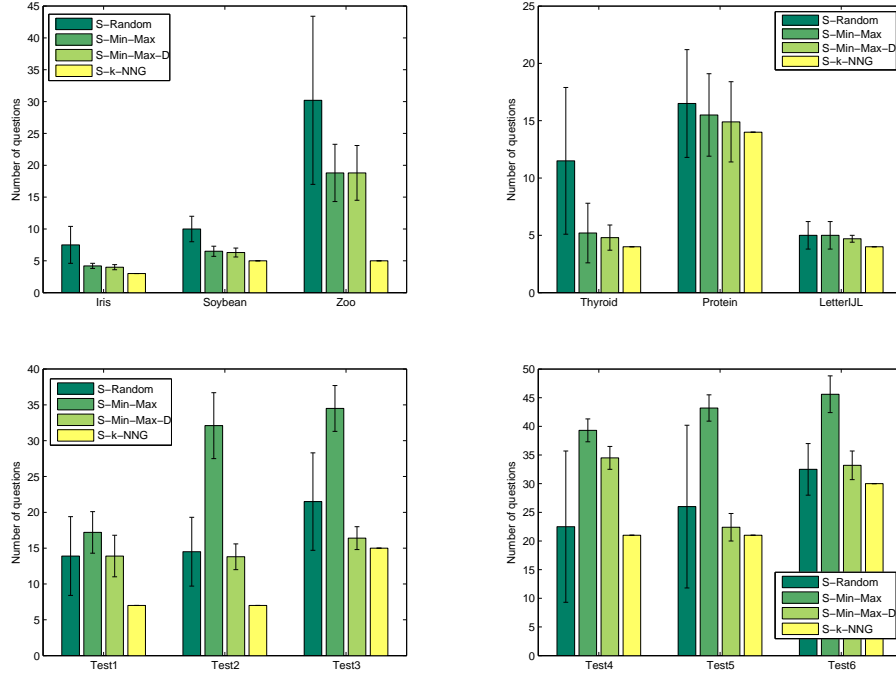 45
40
35
30
25
20
15
10
5
0
Number of questions
S-Random
S-Min-Max
S-Min-Max-D
S-k-NNG
Iris Soybean Zoo
25
20
15
10
5
0
Number of questions
S-Random
S-Min-Max
S-Min-Max-D
S-k-NNG
Thyroid Protein LetterIJL
40
35
30
25
20
15
10
5
0
Number of questions
S-Random
S-Min-Max
S-Min-Max-D
S-k-NNG
Test1 Test2 Test3
50
45
40
35
30
25
20
15
10
5
0
Number of questions
S-Random
S-Min-Max
S-Min-Max-D
S-k-NNG
Test4 Test5 Test6